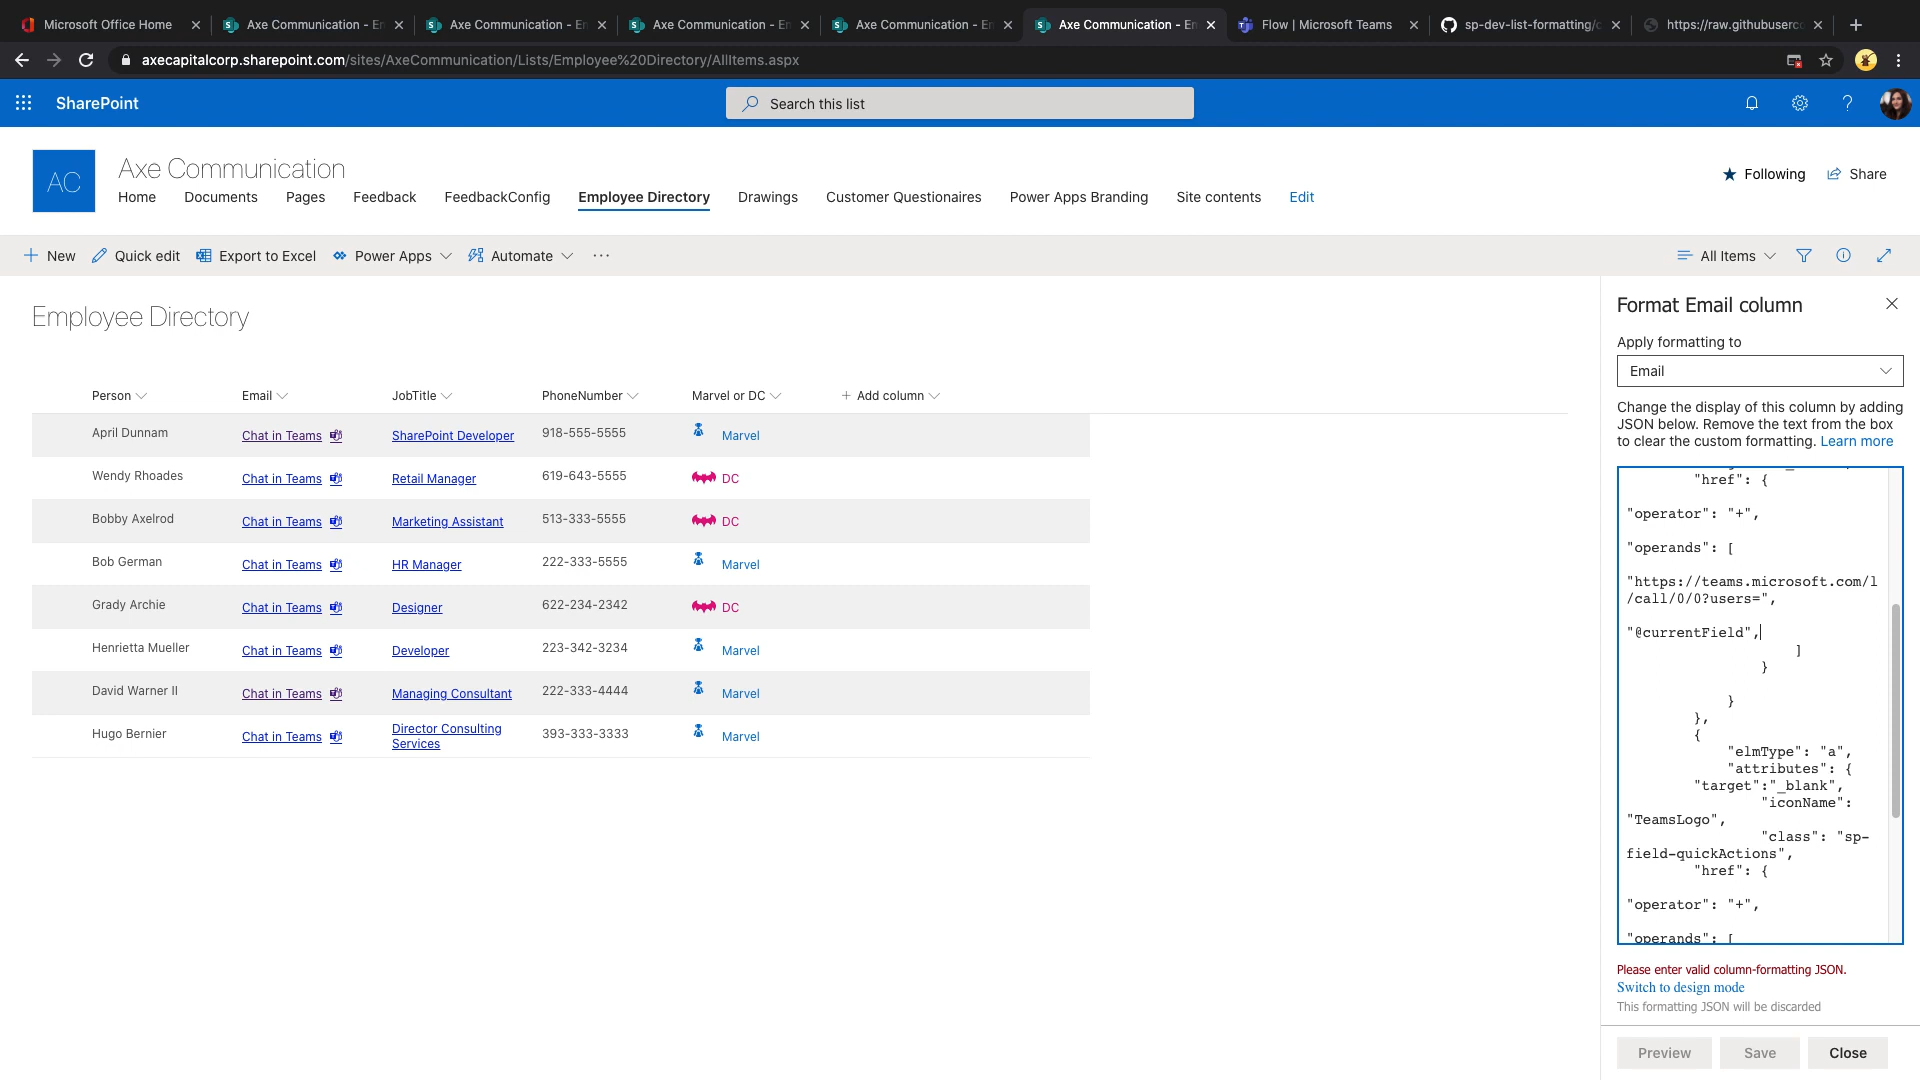 Microsoft Office Home
Axe Communication - En
Axe Communication - En
Axe Communication - En
Axe Communication - En
Axe Communication - En
Flow | Microsoft Teams
sp-dev-list-formatting/c
https://raw.githubuserco
axecapitalcorp.sharepoint.com/sites/AxeCommunication/Lists/Employee%20Directory/AllItems.aspx
SharePoint
Search this list
AC
Axe Communication
Following
Share
Home
Documents
Pages
Feedback
FeedbackConfig
Employee Directory
Drawings
Customer Questionaires
Power Apps Branding
Site contents
Edit
New
Quick edit
Export to Excel
Power Apps
Automate
All Items
Employee Directory
Person
Email
JobTitle
PhoneNumber
Marvel or DC
Add column
April Dunnam Chat in Teams SharePoint Developer 918-555-5555 Marvel
Wendy Rhoades Chat in Teams Retail Manager 619-643-5555 DC
Bobby Axelrod Chat in Teams Marketing Assistant 513-333-5555 DC
Bob German Chat in Teams HR Manager 222-333-5555 Marvel
Grady Archie Chat in Teams Designer 622-234-2342 DC
Henrietta Mueller Chat in Teams Developer 223-342-3234 Marvel
David Warner II Chat in Teams Managing Consultant 222-333-4444 Marvel
Hugo Bernier Chat in Teams Director Consulting Services 393-333-3333 Marvel
Format Email column
Apply formatting to
Email
Change the display of this column by adding
JSON below. Remove the text from the box
to clear the custom formatting. Learn more
"href": {
"operator": "+",
"operands": [
"https://teams.microsoft.com/l
/call/0/0?users=",
"@currentField",
]
}
}
},
{
"elmType": "a",
"attributes": {
"target":"_blank",
"iconName":
"TeamsLogo",
"class": "sp-
field-quickActions",
"href": {
"operator": "+",
"operands": [
Please enter valid column-formatting JSON.
Switch to design mode
This formatting JSON will be discarded
Preview
Save
Close